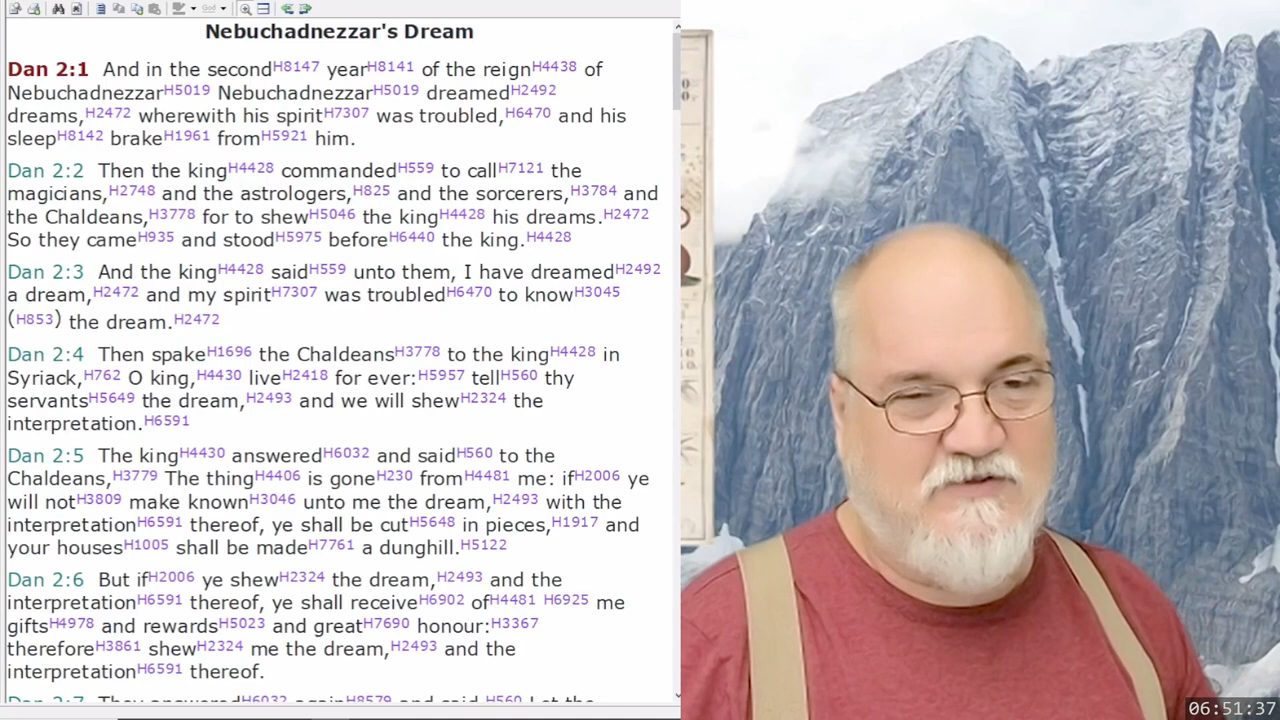 Nebuchadnezzar's Dream
Dan 2:1 And in the secondH8147 yearH8141 of the reignH4438 of
NebuchadnezzarH5019 NebuchadnezzarH5019 dreamedH2492
dreams,H2472 wherewith his spiritH7307 was troubled,H6470 and his
sleepH8142 brakeH1961 fromH5921 him.
Dan 2:2 Then the kingH4428 commandedH559 to callH7121 the
magicians,H2748 and the astrologers,H825 and the sorcerers,H3784 and
the Chaldeans,H3778 for to shewH5046 the kingH4428 his dreams.H2472
So they cameH935 and stoodH5975 beforeH6440 the king.H4428
Dan 2:3 And the kingH4428 saidH559 unto them, I have dreamedH2492
a dream,H2472 and my spiritH7307 was troubledH6470 to knowH3045
(H853) the dream.H2472
Dan 2:4 Then spakeH1696 the ChaldeansH3778 to the kingH4428 in
Syriack,H762 O king,H4430 liveH2418 for ever:H5957 tellH560 thy
servantsH5649 the dream,H2493 and we will shewH2324 the
interpretation.H6591
Dan 2:5 The kingH4430 answeredH6032 and saidH560 to the
Chaldeans,H3779 The thingH4406 is goneH230 fromH4481 me: ifH2006 ye
will notH3809 make knownH3046 unto me the dream,H2493 with the
interpretationH6591 thereof, ye shall be cutH5648 in pieces,H1917 and
your housesH1005 shall be madeH7761 a dunghill.H5122
Dan 2:6 But ifH2006 ye shewH2324 the dream,H2493 and the
interpretationH6591 thereof, ye shall receiveH6902 ofH4481 H6925 me
giftsH4978 and rewardsH5023 and greatH7690 honour:H3367
thereforeH3861 shewH2324 me the dream,H2493 and the
interpretationH6591 thereof.
Dan 2:7 They answeredH6032 againH8579 and said,H560 Let the
06:51:37